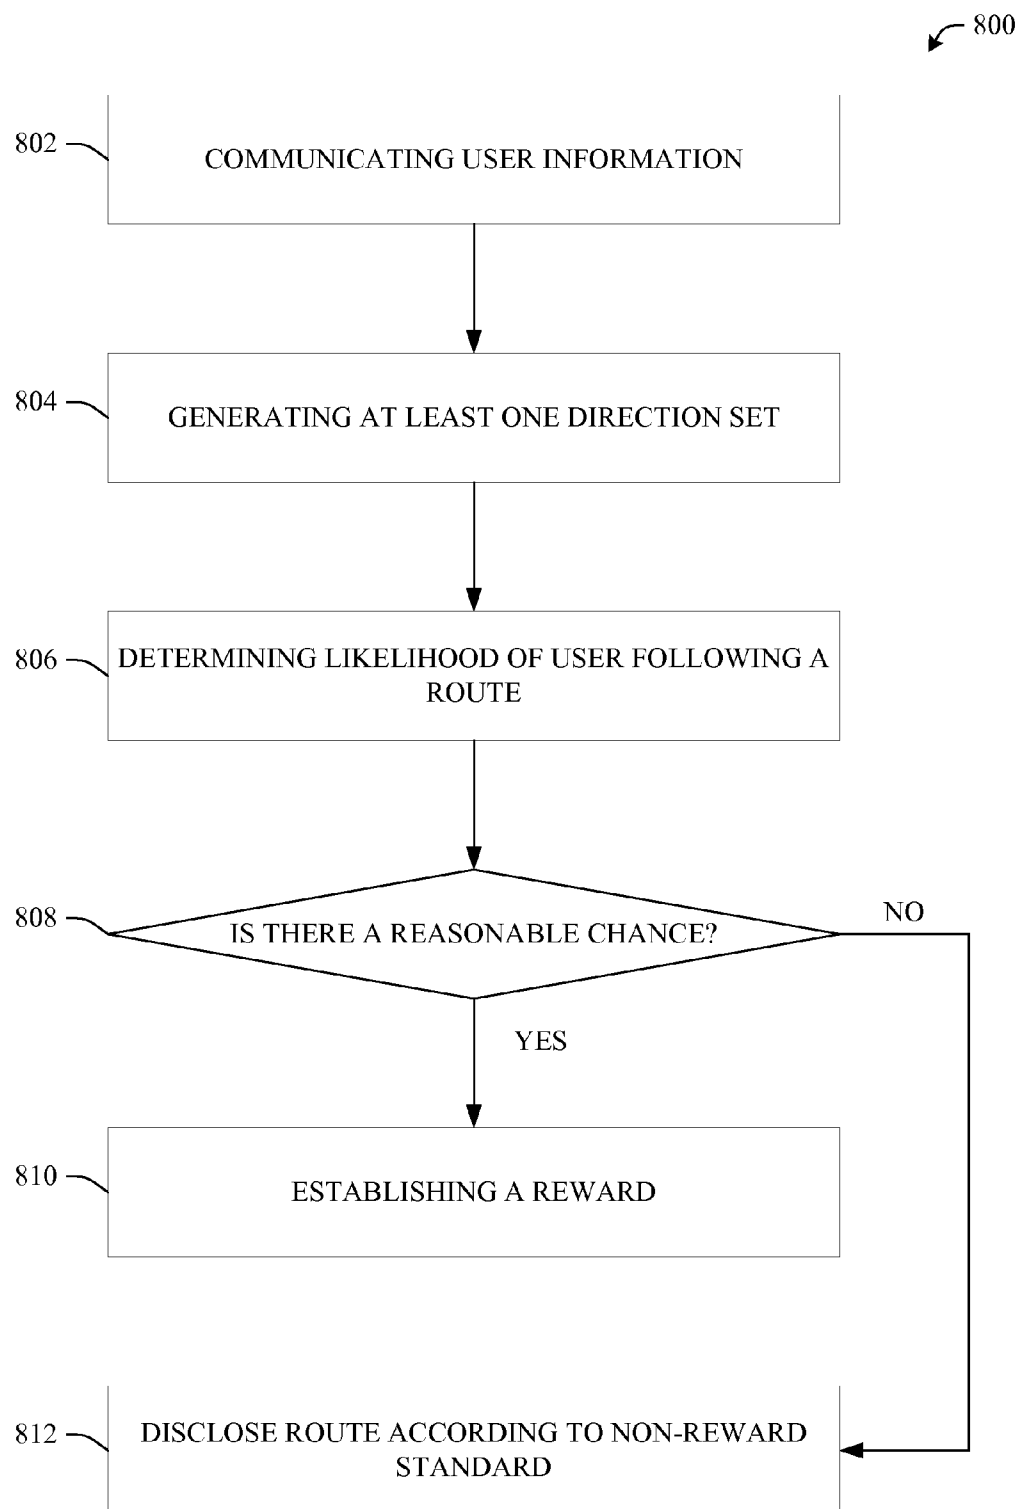 800
802
COMMUNICATING USER INFORMATION
804
GENERATING AT LEAST ONE DIRECTION SET
806
DETERMINING LIKELIHOOD OF USER FOLLOWING A
ROUTE
808
IS THERE A REASONABLE CHANCE?
NO
YES
810
ESTABLISHING A REWARD
812
DISCLOSE ROUTE ACCORDING TO NON-REWARD
STANDARD